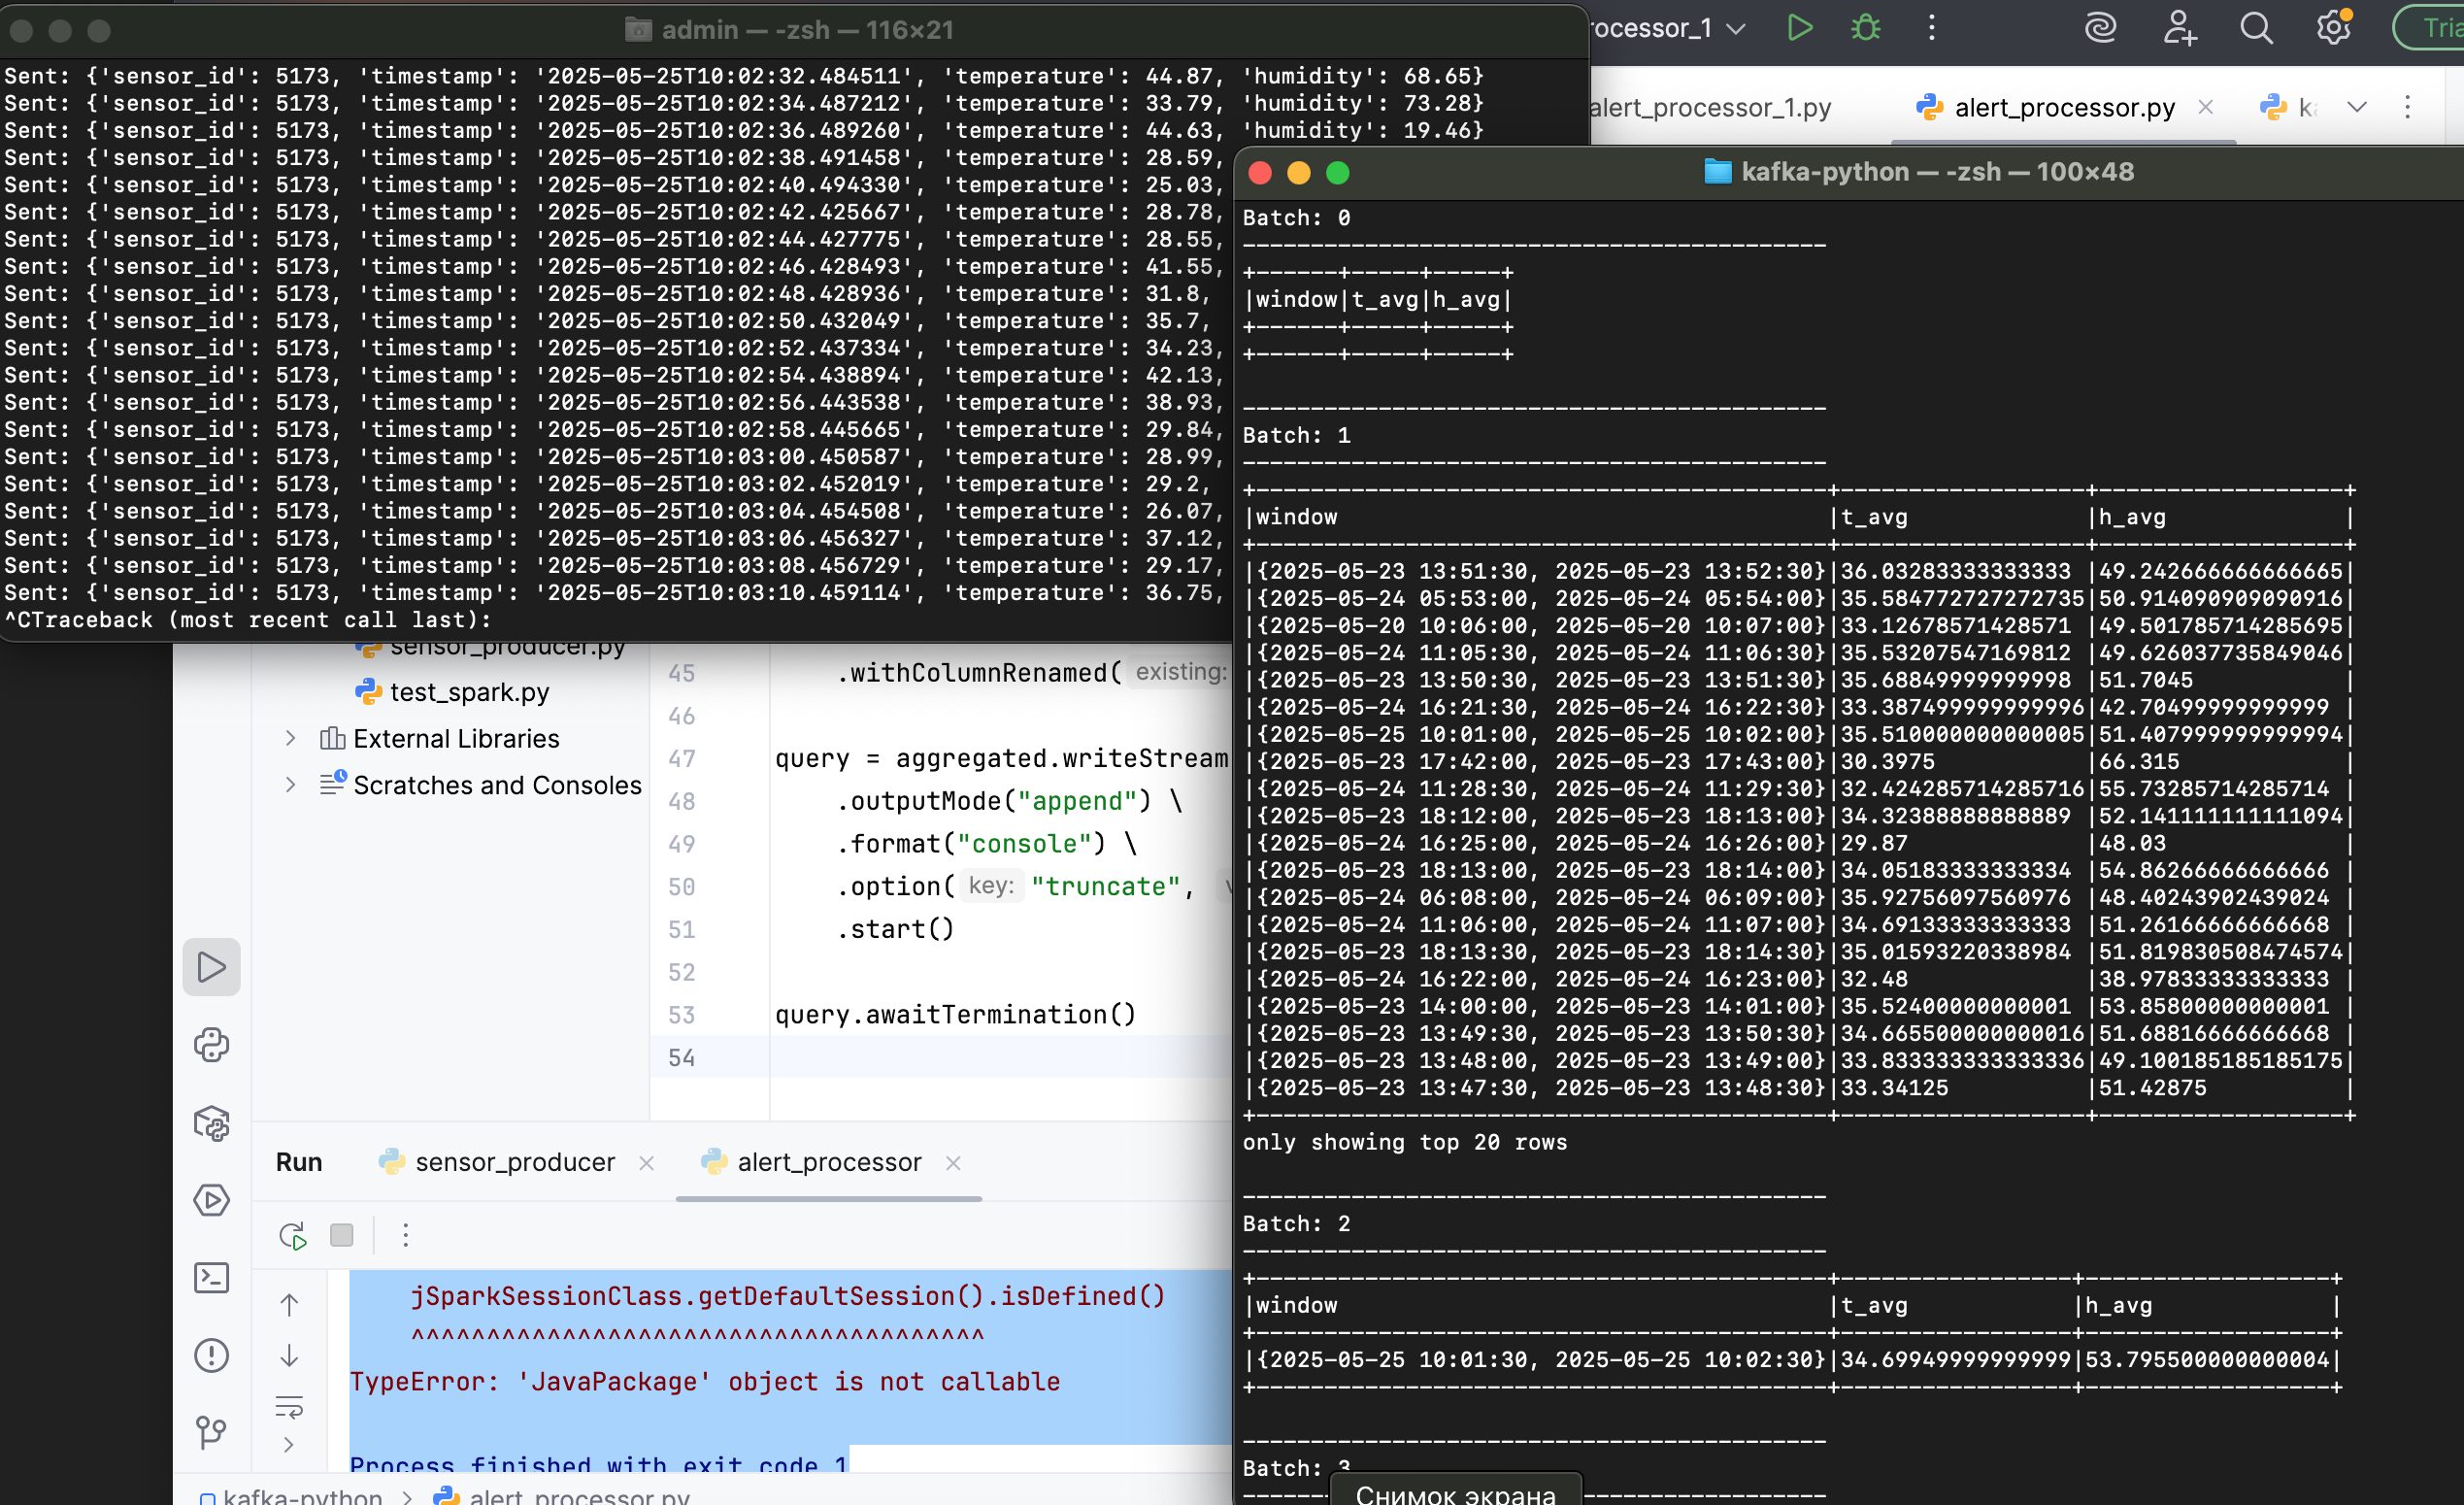 admin — -zsh — 116×21
Sent: {'sensor_id': 5173, 'timestamp': '2025-05-25T10:02:32.484511', 'temperature': 44.87, 'humidity': 68.65}
Sent: {'sensor_id': 5173, 'timestamp': '2025-05-25T10:02:34.487212', 'temperature': 33.79, 'humidity': 73.28}
Sent: {'sensor_id': 5173, 'timestamp': '2025-05-25T10:02:36.489260', 'temperature': 44.63, 'humidity': 19.46}
Sent: {'sensor_id': 5173, 'timestamp': '2025-05-25T10:02:38.491458', 'temperature': 28.59,
Sent: {'sensor_id': 5173, 'timestamp': '2025-05-25T10:02:40.494330', 'temperature': 25.03,
Sent: {'sensor_id': 5173, 'timestamp': '2025-05-25T10:02:42.425667', 'temperature': 28.78,
Sent: {'sensor_id': 5173, 'timestamp': '2025-05-25T10:02:44.427775', 'temperature': 28.55,
Sent: {'sensor_id': 5173, 'timestamp': '2025-05-25T10:02:46.428493', 'temperature': 41.55,
Sent: {'sensor_id': 5173, 'timestamp': '2025-05-25T10:02:48.428936', 'temperature': 31.8,
Sent: {'sensor_id': 5173, 'timestamp': '2025-05-25T10:02:50.432049', 'temperature': 35.7,
Sent: {'sensor_id': 5173, 'timestamp': '2025-05-25T10:02:52.437334', 'temperature': 34.23,
Sent: {'sensor_id': 5173, 'timestamp': '2025-05-25T10:02:54.438894', 'temperature': 42.13,
Sent: {'sensor_id': 5173, 'timestamp': '2025-05-25T10:02:56.443538', 'temperature': 38.93,
Sent: {'sensor_id': 5173, 'timestamp': '2025-05-25T10:02:58.445665', 'temperature': 29.84,
Sent: {'sensor_id': 5173, 'timestamp': '2025-05-25T10:03:00.450587', 'temperature': 28.99,
Sent: {'sensor_id': 5173, 'timestamp': '2025-05-25T10:03:02.452019', 'temperature': 29.2,
Sent: {'sensor_id': 5173, 'timestamp': '2025-05-25T10:03:04.454508', 'temperature': 26.07,
Sent: {'sensor_id': 5173, 'timestamp': '2025-05-25T10:03:06.456327', 'temperature': 37.12,
Sent: {'sensor_id': 5173, 'timestamp': '2025-05-25T10:03:08.456729', 'temperature': 29.17,
Sent: {'sensor_id': 5173, 'timestamp': '2025-05-25T10:03:10.459114', 'temperature': 36.75,
^CTraceback (most recent call last):
rocessor_1
Tria
alert_processor_1.py
alert_processor.py
ka
kafka-python — -zsh — 100×48
Batch: 0
-------------------------------------------
+------+-----+-----+
|window|t_avg|h_avg|
+------+-----+-----+
+------+-----+-----+
-------------------------------------------
Batch: 1
-------------------------------------------
+------------------------------------------+------------------+------------------+
|window |t_avg |h_avg |
+------------------------------------------+------------------+------------------+
|{2025-05-23 13:51:30, 2025-05-23 13:52:30}|36.03283333333333 |49.242666666666665|
|{2025-05-24 05:53:00, 2025-05-24 05:54:00}|35.584772727272735|50.914090909090916|
|{2025-05-20 10:06:00, 2025-05-20 10:07:00}|33.12678571428571 |49.501785714285695|
|{2025-05-24 11:05:30, 2025-05-24 11:06:30}|35.53207547169812 |49.626037735849046|
|{2025-05-23 13:50:30, 2025-05-23 13:51:30}|35.68849999999998 |51.7045 |
|{2025-05-24 16:21:30, 2025-05-24 16:22:30}|33.387499999999996|42.70499999999999 |
|{2025-05-25 10:01:00, 2025-05-25 10:02:00}|35.510000000000005|51.407999999999994|
|{2025-05-23 17:42:00, 2025-05-23 17:43:00}|30.3975 |66.315 |
|{2025-05-24 11:28:30, 2025-05-24 11:29:30}|32.424285714285716|55.73285714285714 |
|{2025-05-23 18:12:00, 2025-05-23 18:13:00}|34.32388888888889 |52.141111111111094|
|{2025-05-24 16:25:00, 2025-05-24 16:26:00}|29.87 |48.03 |
|{2025-05-23 18:13:00, 2025-05-23 18:14:00}|34.05183333333334 |54.86266666666666 |
|{2025-05-24 06:08:00, 2025-05-24 06:09:00}|35.92756097560976 |48.40243902439024 |
|{2025-05-24 11:06:00, 2025-05-24 11:07:00}|34.69133333333333 |51.26166666666668 |
|{2025-05-23 18:13:30, 2025-05-23 18:14:30}|35.01593220338984 |51.819830508474574|
|{2025-05-24 16:22:00, 2025-05-24 16:23:00}|32.48 |38.97833333333333 |
|{2025-05-23 14:00:00, 2025-05-23 14:01:00}|35.52400000000001 |53.85800000000001 |
|{2025-05-23 13:49:30, 2025-05-23 13:50:30}|34.665500000000016|51.68816666666668 |
|{2025-05-23 13:48:00, 2025-05-23 13:49:00}|33.833333333333336|49.100185185185175|
|{2025-05-23 13:47:30, 2025-05-23 13:48:30}|33.34125 |51.42875 |
+------------------------------------------+------------------+------------------+
only showing top 20 rows
-------------------------------------------
Batch: 2
-------------------------------------------
+------------------------------------------+-----------------+------------------+
|window |t_avg |h_avg |
+------------------------------------------+-----------------+------------------+
|{2025-05-25 10:01:30, 2025-05-25 10:02:30}|34.69949999999999|53.795500000000004|
+------------------------------------------+-----------------+------------------+
-------------------------------------------
Batch: 3
-------------------------------------------
Снимок экрана
sensor_producer.py
test_spark.py
External Libraries
Scratches and Consoles
45 .withColumnRenamed( existing:
46
47 query = aggregated.writeStream
48 .outputMode("append") \
49 .format("console") \
50 .option( key: "truncate", v
51 .start()
52
53 query.awaitTermination()
54
Run sensor_producer alert_processor
jSparkSessionClass.getDefaultSession().isDefined()
^^^^^^^^^^^^^^^^^^^^^^^^^^^^^^^^^^^^^^
TypeError: 'JavaPackage' object is not callable
Process finished with exit code 1
kafka-python > alert_processor.py